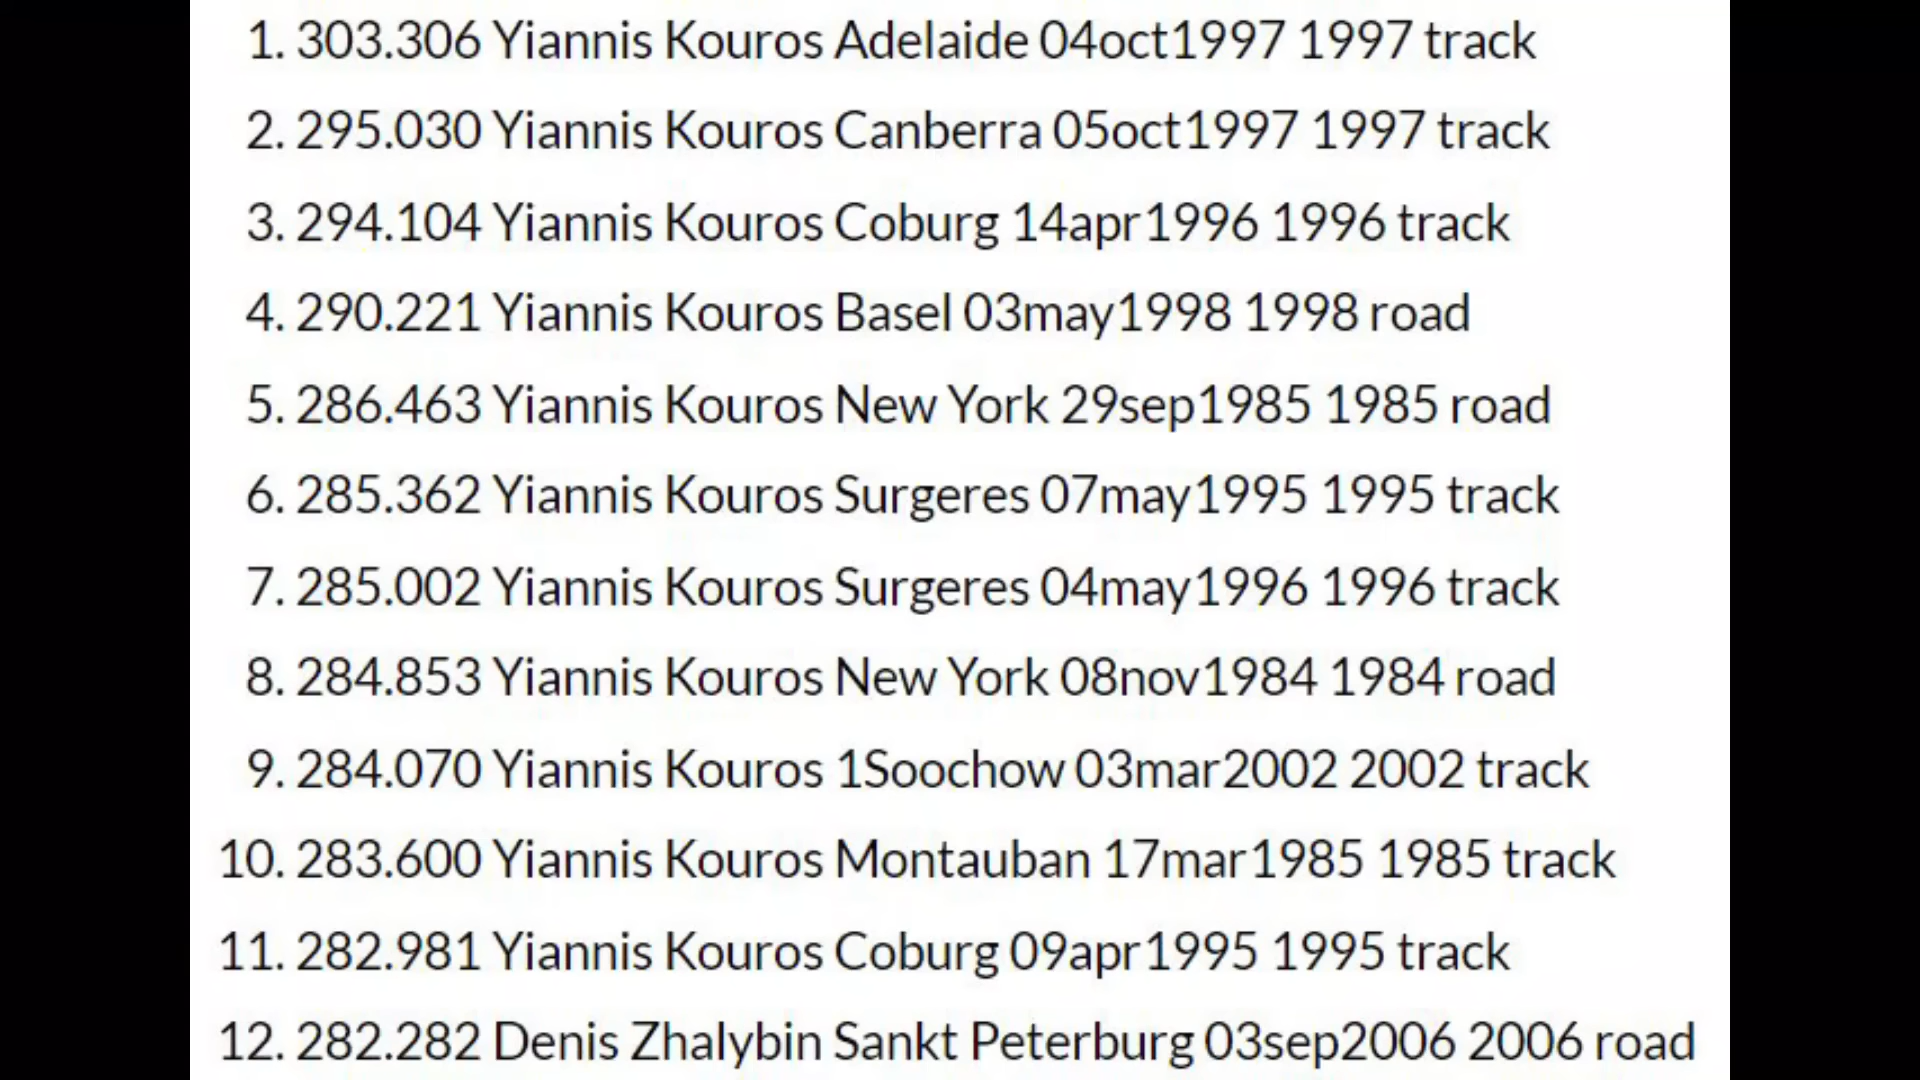 1. 303.306 Yiannis Kouros Adelaide 04oct1997 1997 track
2. 295.030 Yiannis Kouros Canberra 05oct1997 1997 track
3. 294.104 Yiannis Kouros Coburg 14apr1996 1996 track
4. 290.221 Yiannis Kouros Basel 03may1998 1998 road
5. 286.463 Yiannis Kouros New York 29sep1985 1985 road
6. 285.362 Yiannis Kouros Surgeres 07may1995 1995 track
7. 285.002 Yiannis Kouros Surgeres 04may1996 1996 track
8. 284.853 Yiannis Kouros New York 08nov1984 1984 road
9. 284.070 Yiannis Kouros 1Soochow 03mar2002 2002 track
10. 283.600 Yiannis Kouros Montauban 17mar1985 1985 track
11. 282.981 Yiannis Kouros Coburg 09apr1995 1995 track
12. 282.282 Denis Zhalybin Sankt Peterburg 03sep2006 2006 road